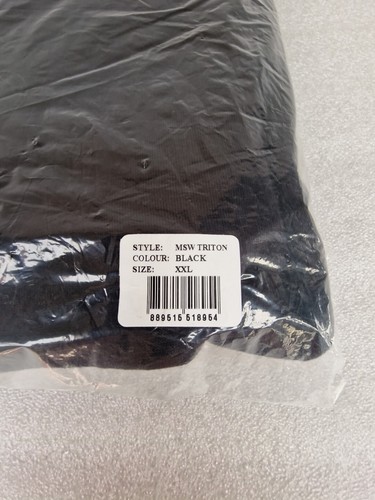 STYLE: MSW TRITON
COLOUR: BLACK
SIZE: XXL
889515 518954